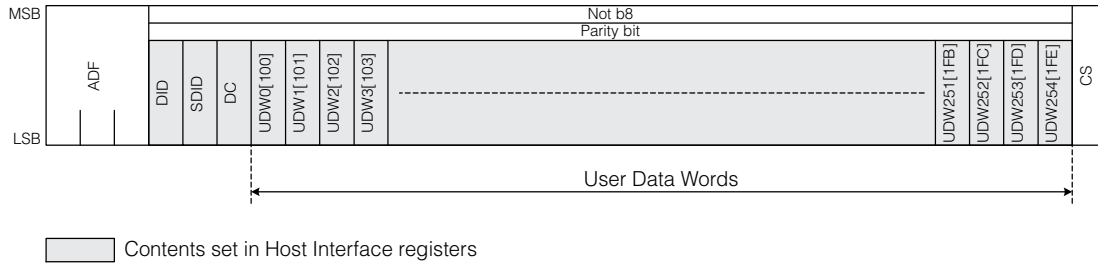 MSB
Not b8
Parity bit
ADF
DID
SDID
DC
UDW0[100]
UDW1[101]
UDW2[102]
UDW3[103]
UDW251[1FB]
UDW252[1FC]
UDW253[1FD]
UDW254[1FE]
CS
LSB
User Data Words
Contents set in Host Interface registers